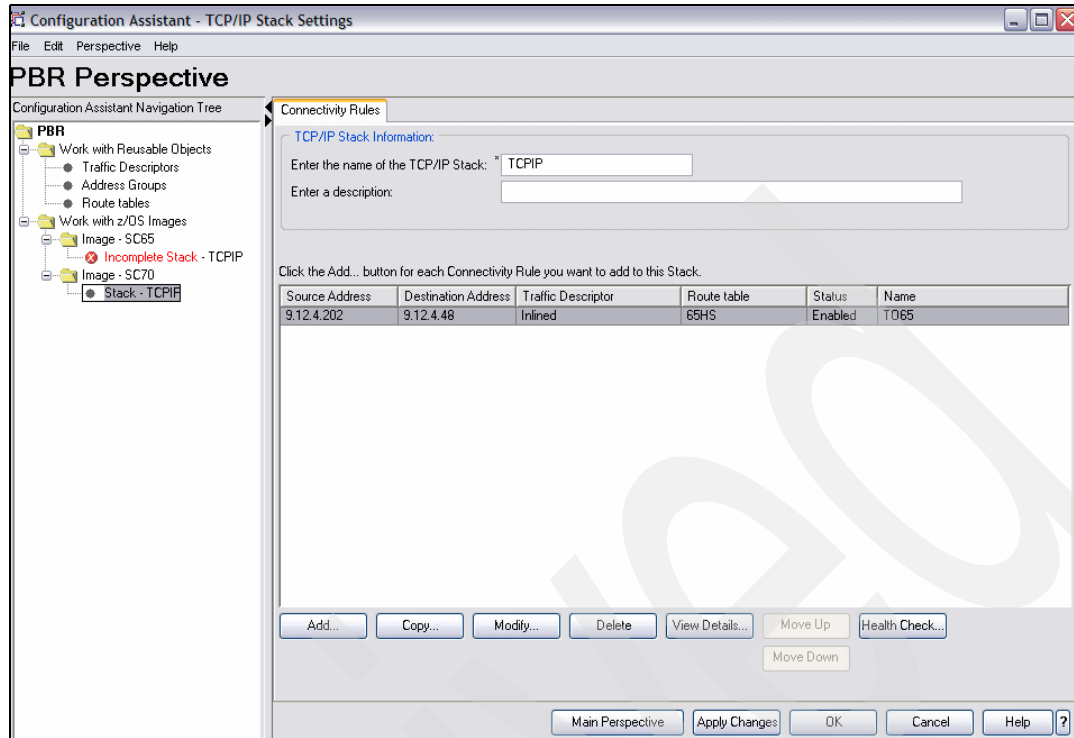 Configuration Assistant - TCP/IP Stack Settings
File Edit Perspective Help
PBR Perspective
Configuration Assistant Navigation Tree
PBR
Work with Reusable Objects
Traffic Descriptors
Address Groups
Route tables
Work with z/OS Images
Image - SC65
Incomplete Stack - TCPIP
Image - SC70
Stack - TCPIP
Connectivity Rules
TCP/IP Stack Information:
Enter the name of the TCP/IP Stack: * TCPIP
Enter a description:
Click the Add... button for each Connectivity Rule you want to add to this Stack.
Source Address Destination Address Traffic Descriptor Route table Status Name
9.12.4.202 9.12.4.48 Inlined 65HS Enabled TO65
Add... Copy... Modify... Delete View Details... Move Up Health Check...
Move Down
Main Perspective Apply Changes OK Cancel Help ?